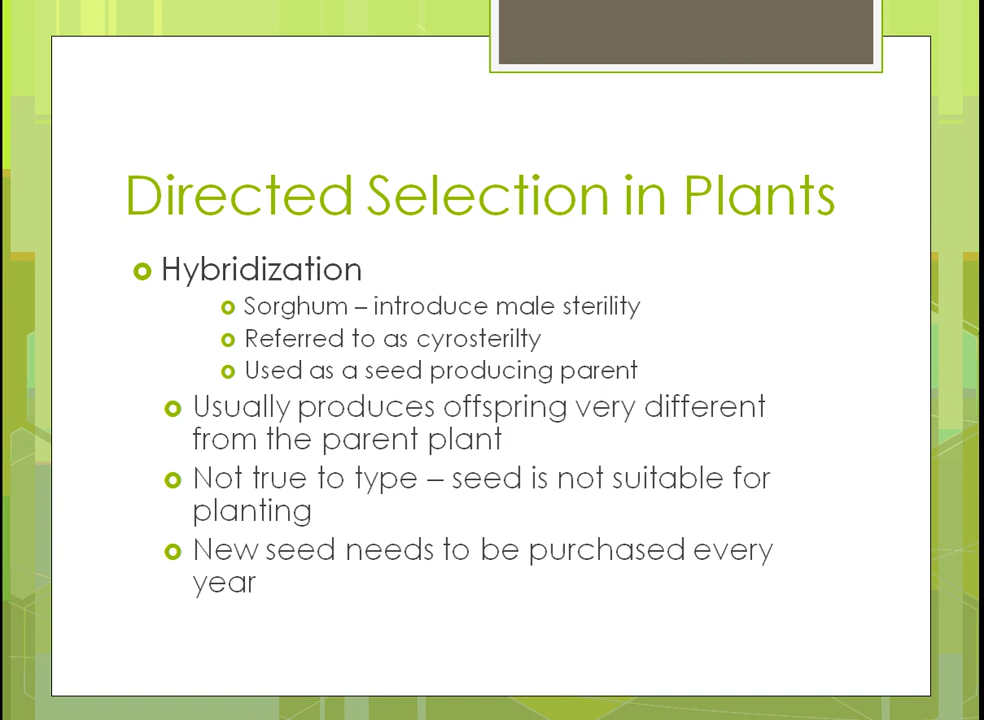 Directed Selection in Plants
Hybridization
Sorghum – introduce male sterility
Referred to as cyrosterilty
Used as a seed producing parent
Usually produces offspring very different
from the parent plant
Not true to type – seed is not suitable for
planting
New seed needs to be purchased every
year